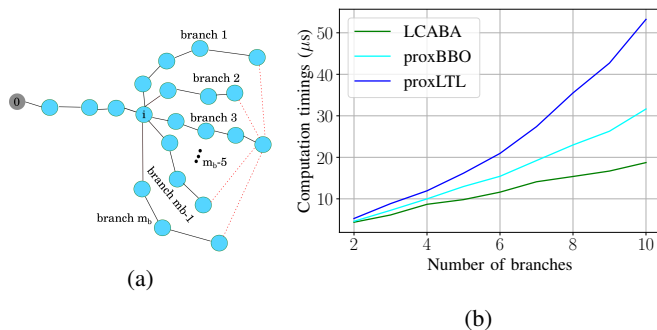 branch 1
branch 2
0
i
branch 3
m_b-5
branch mb-1
branch m_b
(a)
Computation timings (μs)
50
40
30
20
10
LCABA
proxBBO
proxLTL
2 4 6 8 10
Number of branches
(b)